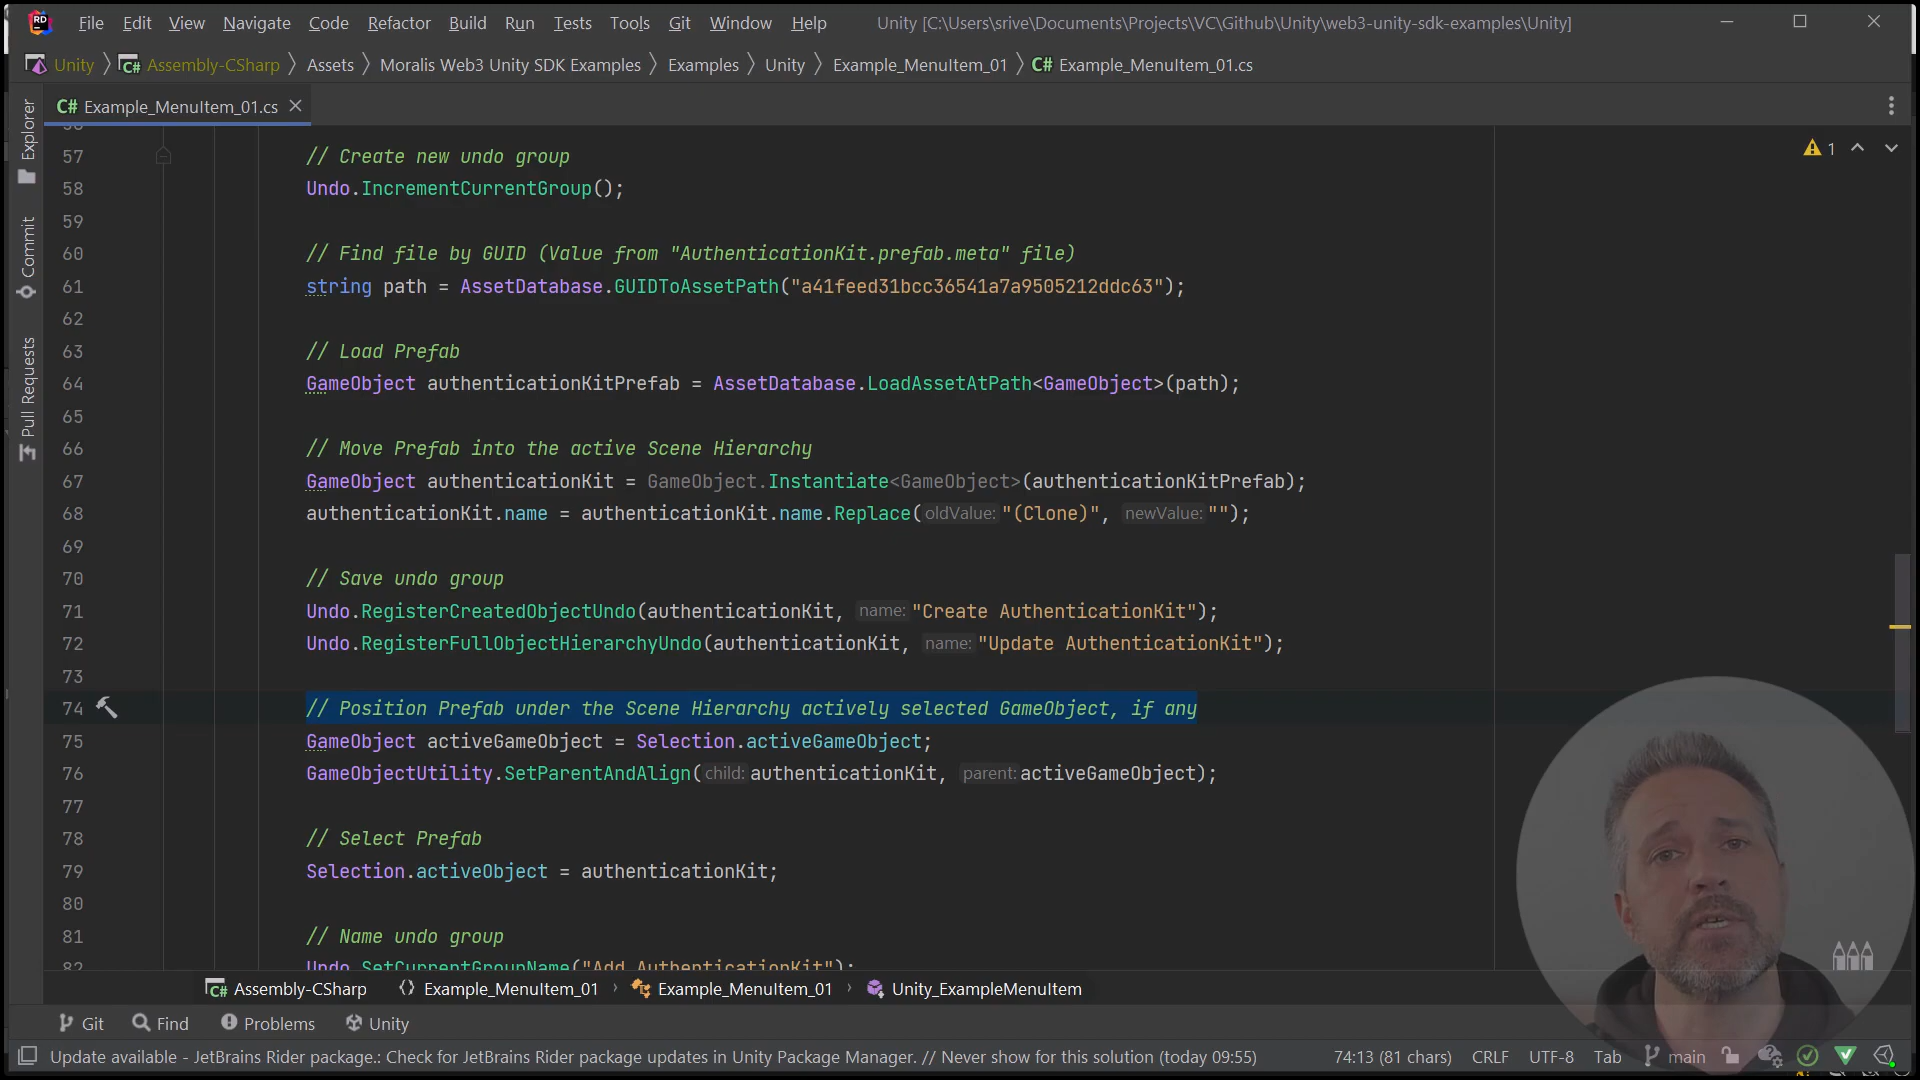 File Edit View Navigate Code Refactor Build Run Tests Tools Git Window Help Unity [C:\Users\srive\Documents\Projects\VC\Github\Unity\web3-unity-sdk-examples\Unity]
Unity Assembly-CSharp Assets Moralis Web3 Unity SDK Examples Examples Unity Example_MenuItem_01 C# Example_MenuItem_01.cs
C# Example_MenuItem_01.cs
Explorer
Commit
Pull Requests
1
57 // Create new undo group
58 Undo.IncrementCurrentGroup();
59
60 // Find file by GUID (Value from "AuthenticationKit.prefab.meta" file)
61 string path = AssetDatabase.GUIDToAssetPath("a41feed31bcc36541a7a9505212ddc63");
62
63 // Load Prefab
64 GameObject authenticationKitPrefab = AssetDatabase.LoadAssetAtPath<GameObject>(path);
65
66 // Move Prefab into the active Scene Hierarchy
67 GameObject authenticationKit = GameObject.Instantiate<GameObject>(authenticationKitPrefab);
68 authenticationKit.name = authenticationKit.name.Replace( oldValue: "(Clone)", newValue: "");
69
70 // Save undo group
71 Undo.RegisterCreatedObjectUndo(authenticationKit, name: "Create AuthenticationKit");
72 Undo.RegisterFullObjectHierarchyUndo(authenticationKit, name: "Update AuthenticationKit");
73
74 // Position Prefab under the Scene Hierarchy actively selected GameObject, if any
75 GameObject activeGameObject = Selection.activeGameObject;
76 GameObjectUtility.SetParentAndAlign( child: authenticationKit, parent: activeGameObject);
77
78 // Select Prefab
79 Selection.activeObject = authenticationKit;
80
81 // Name undo group
82 Undo.SetCurrentGroupName("Add AuthenticationKit");
Assembly-CSharp Example_MenuItem_01 Example_MenuItem_01 Unity_ExampleMenuItem
Git Find Problems Unity
Update available - JetBrains Rider package.: Check for JetBrains Rider package updates in Unity Package Manager. // Never show for this solution (today 09:55) 74:13 (81 chars) CRLF UTF-8 Tab main